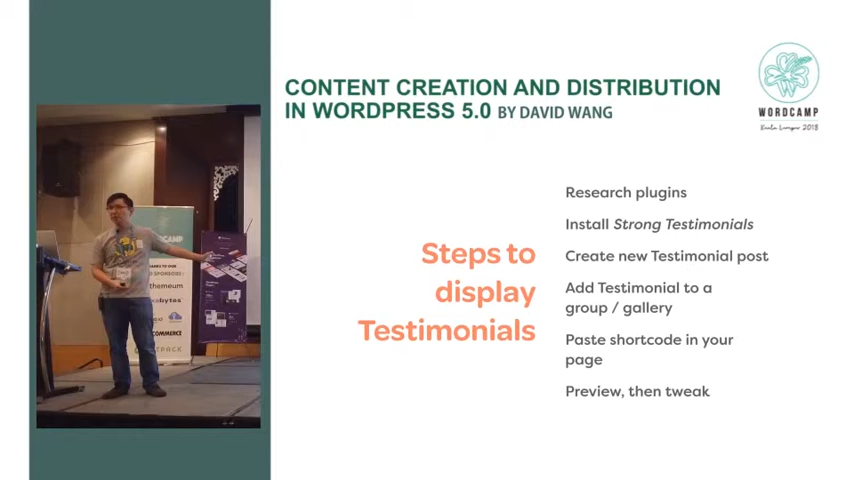 CONTENT CREATION AND DISTRIBUTION
IN WORDPRESS 5.0 BY DAVID WANG
WORDCAMP
Kuala Lumpur 2018
Steps to
display
Testimonials
Research plugins
Install Strong Testimonials
Create new Testimonial post
Add Testimonial to a
group / gallery
Paste shortcode in your
page
Preview, then tweak